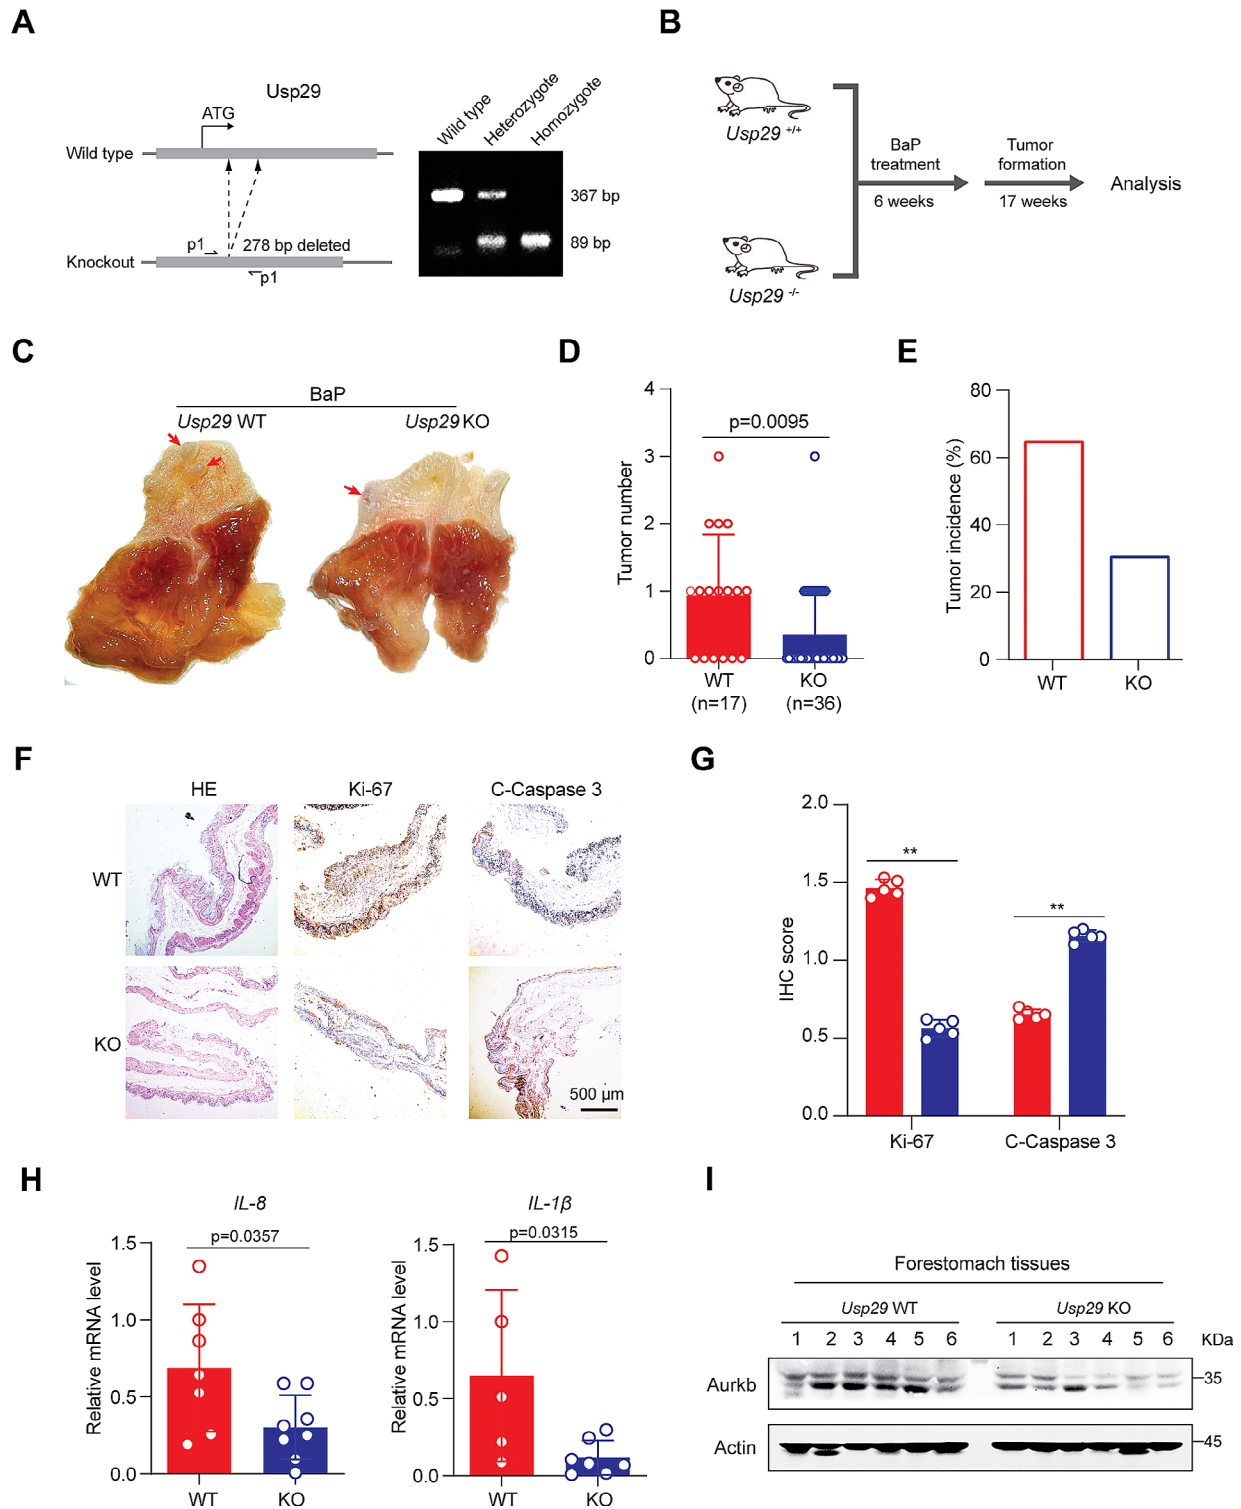 A
Usp29
ATG
Wild type
p1
278 bp deleted
Knockout
p1
Wild type
Heterozygote
Homozygote
367 bp
89 bp
B
Usp29 +/+
Usp29 -/-
BaP
treatment
6 weeks
Tumor
formation
17 weeks
Analysis
C
BaP
Usp29 WT
Usp29 KO
D
Tumor number
4
3
2
1
0
p=0.0095
WT
(n=17)
KO
(n=36)
E
Tumor incidence (%)
80
60
40
20
0
WT
KO
F
HE
Ki-67
C-Caspase 3
WT
KO
500 µm
G
IHC score
2.0
1.5
1.0
0.5
0.0
**
**
Ki-67
C-Caspase 3
H
IL-8
p=0.0357
Relative mRNA level
1.5
1.0
0.5
0.0
WT
KO
IL-1β
p=0.0315
Relative mRNA level
1.5
1.0
0.5
0.0
WT
KO
I
Forestomach tissues
Usp29 WT
Usp29 KO
1 2 3 4 5 6
1 2 3 4 5 6
KDa
Aurkb
35
Actin
45